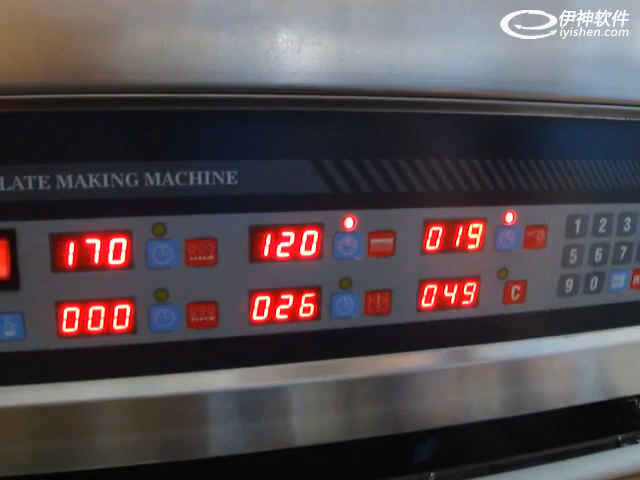 伊神软件
iyishen.com
LATE MAKING MACHINE
170 120 019
1 2 3
5 6 7
000 026 049 C
9 0